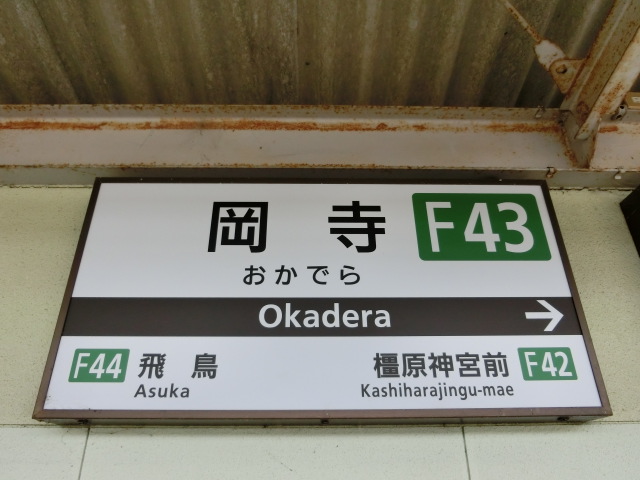 岡寺 F43
おかでら
Okadera →
F44 飛鳥 橿原神宮前 F42
Asuka Kashiharajingu-mae